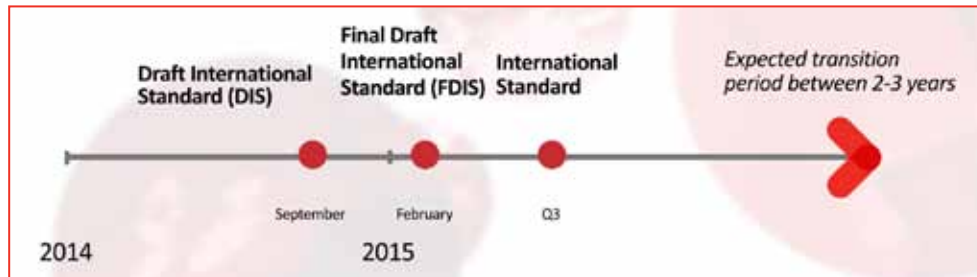 Draft International
Standard (DIS)
Final Draft
International
Standard (FDIS)
International
Standard
Expected transition
period between 2-3 years
September
February
Q3
2014
2015